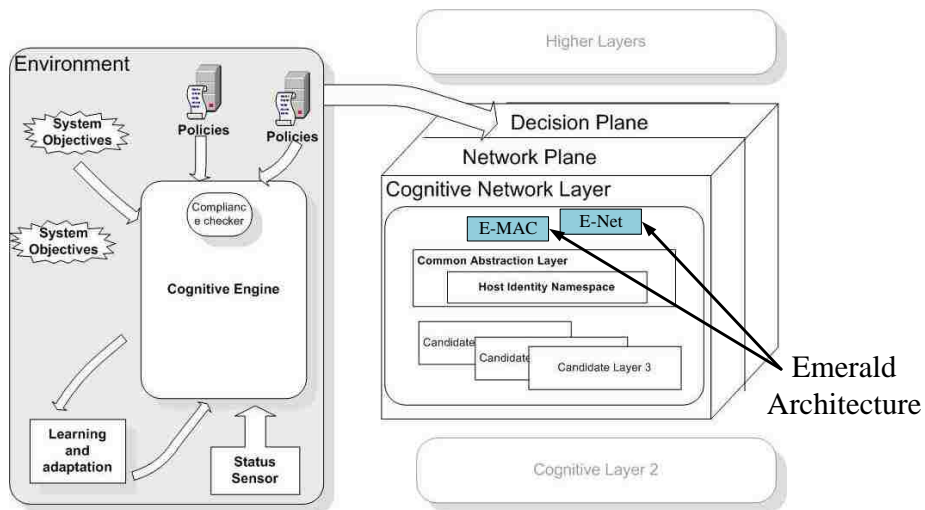 Higher Layers
Environment
System
Objectives
Policies
Policies
Decision Plane
Network Plane
Cognitive Network Layer
Complianc
e checker
E-MAC
E-Net
System
Objectives
Common Abstraction Layer
Cognitive Engine
Host Identity Namespace
Candidate
Candidate
Candidate Layer 3
Emerald
Architecture
Learning
and
adaptation
Status
Sensor
Cognitive Layer 2